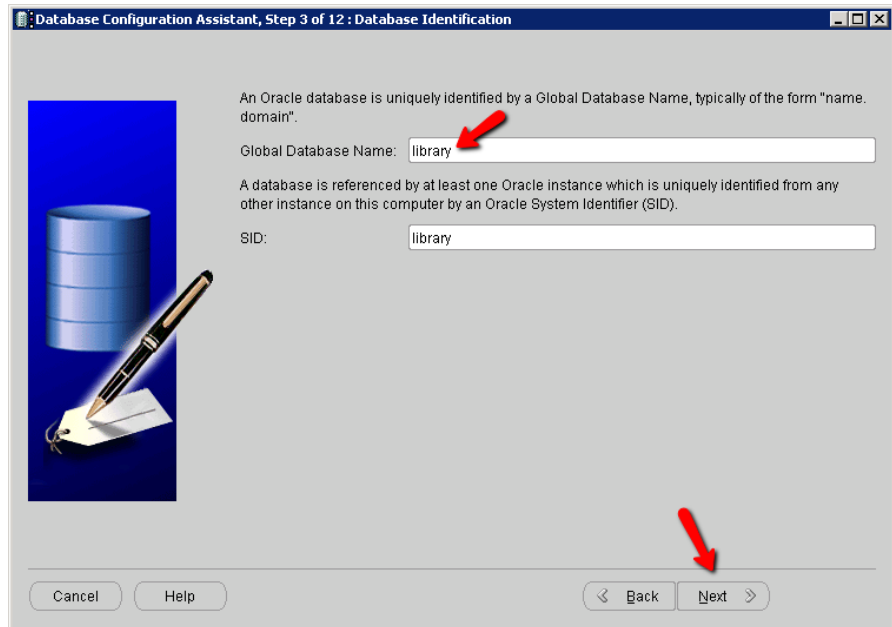 Database Configuration Assistant, Step 3 of 12 : Database Identification
An Oracle database is uniquely identified by a Global Database Name, typically of the form "name.
domain".
Global Database Name: library
A database is referenced by at least one Oracle instance which is uniquely identified from any
other instance on this computer by an Oracle System Identifier (SID).
SID: library
Cancel Help Back Next